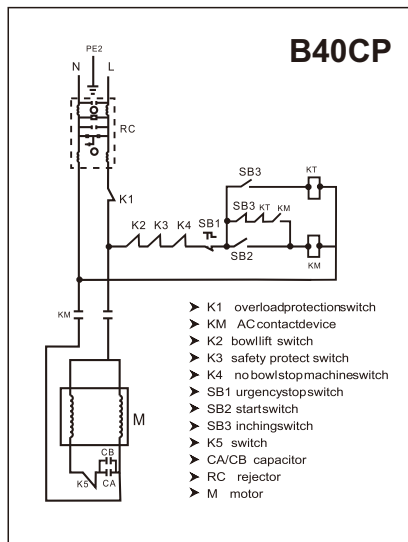 B40CP
PE2
N L
RC
K1
SB3
KT
K2 K3 K4 SB1
SB3 KT KM
SB2
KM
KM
M
CB
K5 CA
➤ K1 overloadprotectionswitch
➤ KM ACcontactdevice
➤ K2 bowllift switch
➤ K3 safety protect switch
➤ K4 nobowlstopmachineswitch
➤ SB1 urgencystopswitch
➤ SB2 startswitch
➤ SB3 inchingswitch
➤ K5 switch
➤ CA/CB capacitor
➤ RC rejector
➤ M motor